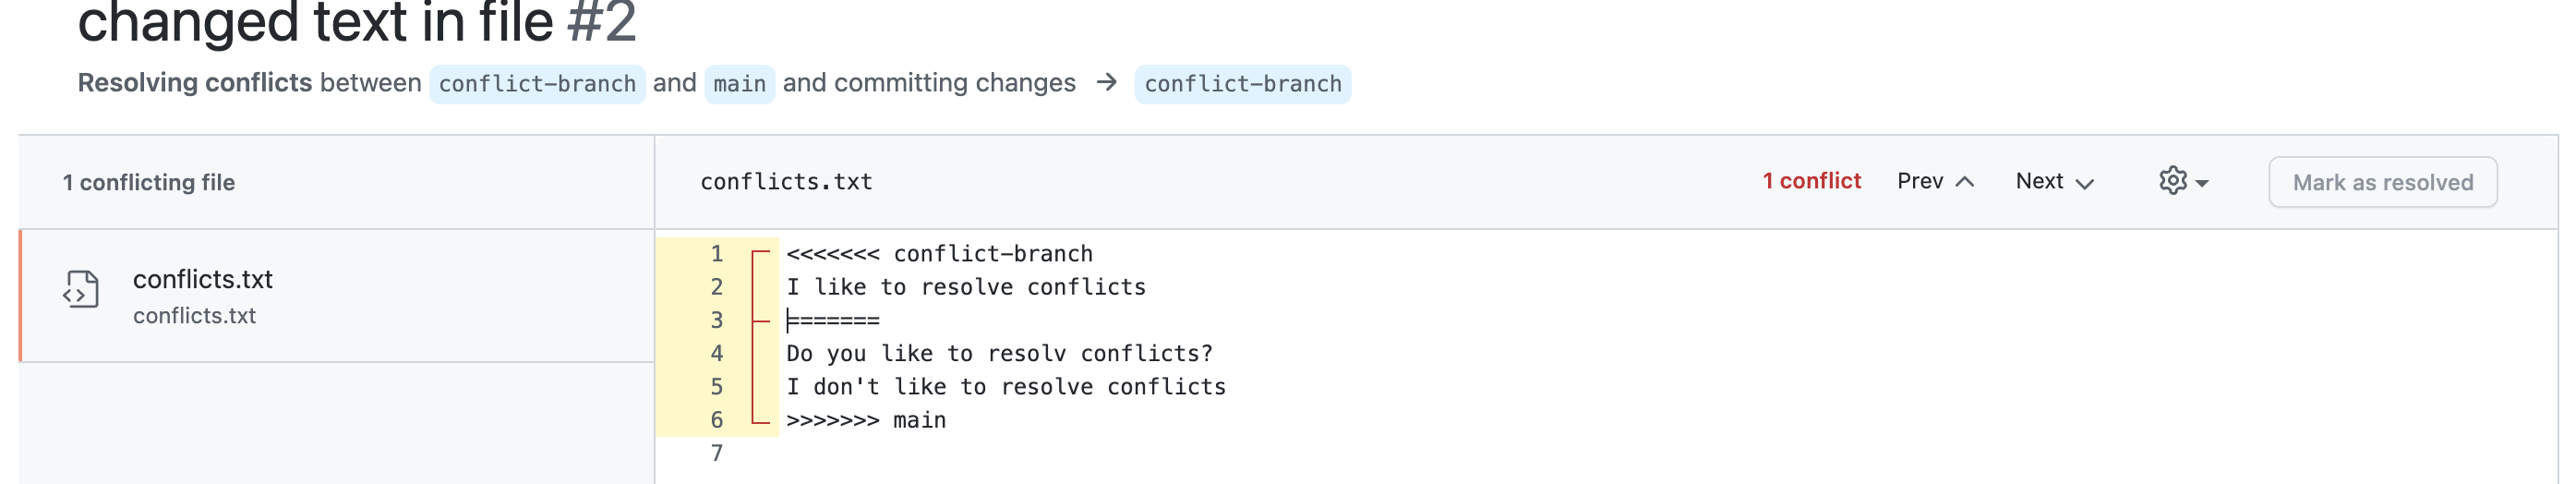 changed text in file #2
Resolving conflicts between conflict-branch and main and committing changes → conflict-branch
1 conflicting file
conflicts.txt
conflicts.txt
conflicts.txt
1 conflict
Prev
Next
Mark as resolved
1 <<<<<<< conflict-branch
2 I like to resolve conflicts
3 =======
4 Do you like to resolv conflicts?
5 I don't like to resolve conflicts
6 >>>>>>> main
7